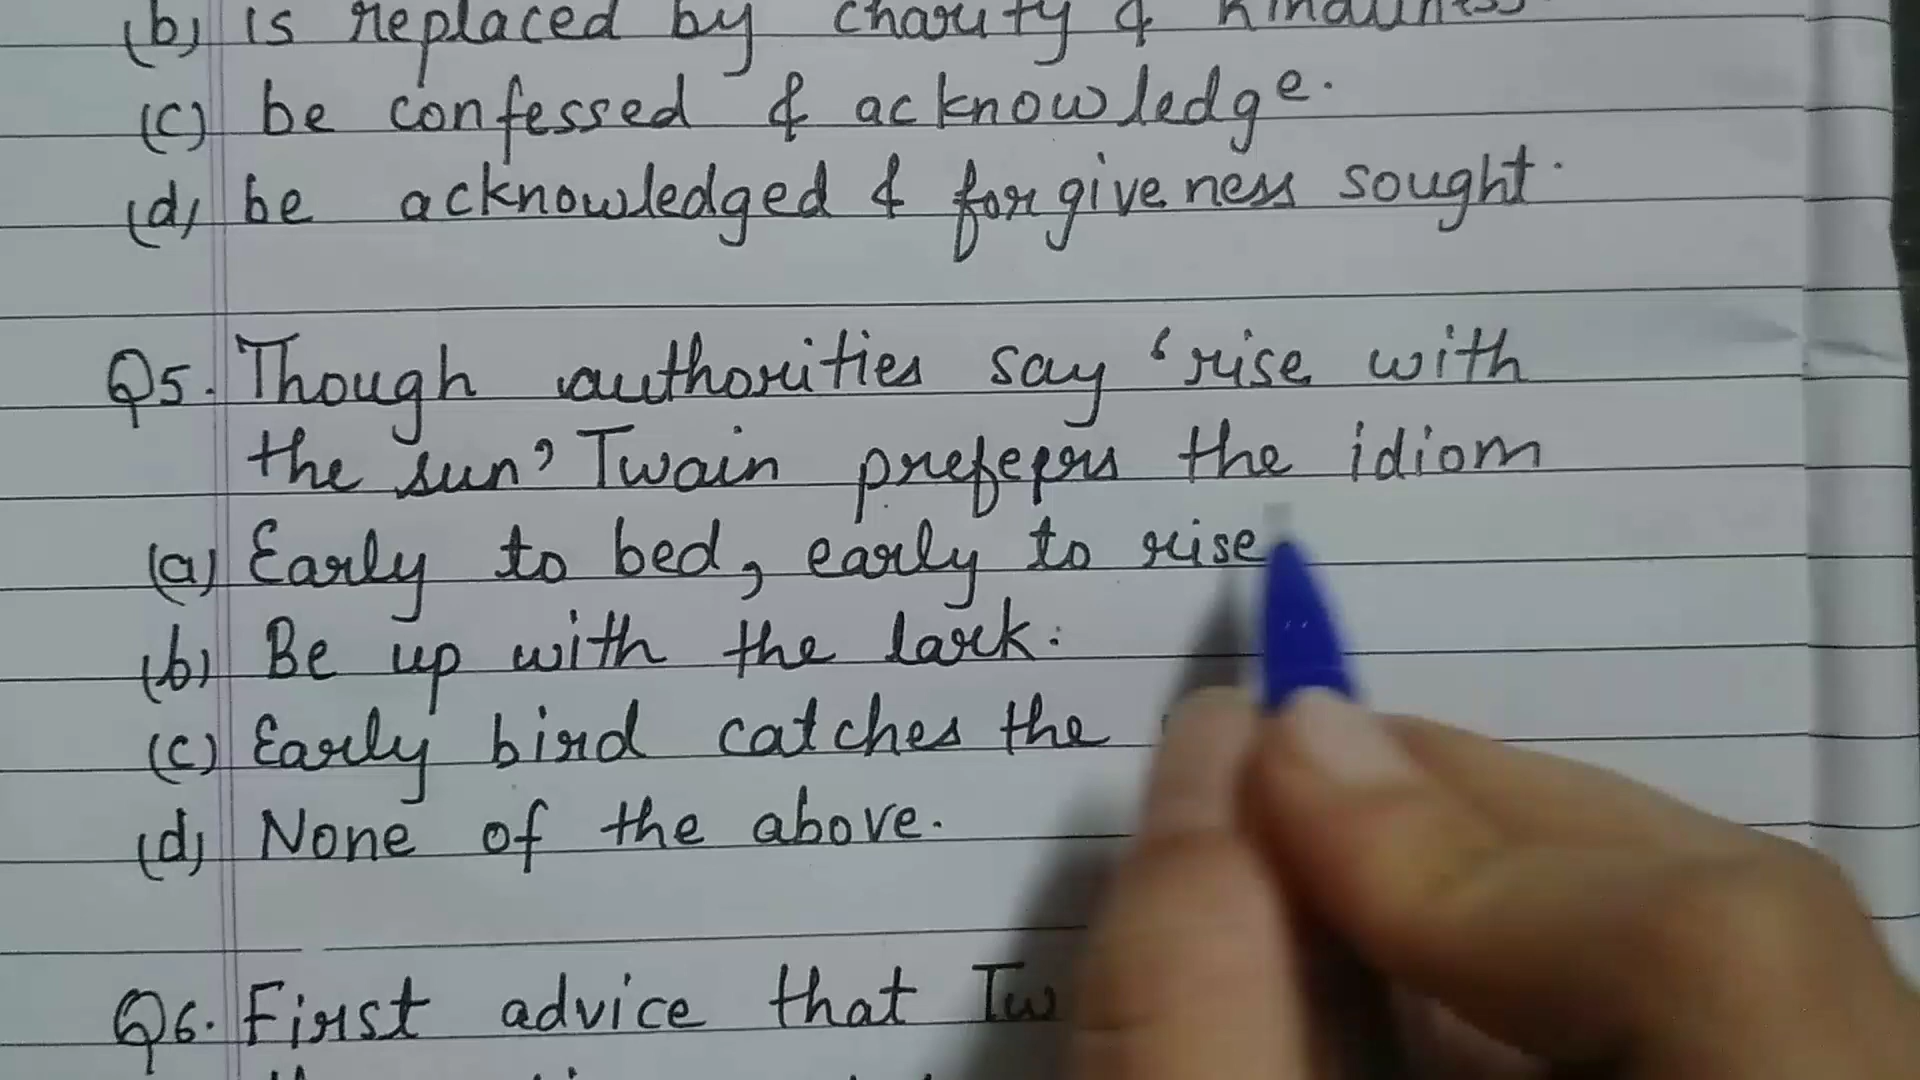 (b) is replaced by charity & kindliness.
(c) be confessed & acknowledge.
(d) be acknowledged & forgiveness sought.
Q5. Though authorities say 'rise with
the sun' Twain prefers the idiom
(a) Early to bed, early to rise
(b) Be up with the lark.
(c) Early bird catches the
(d) None of the above.
Q6. First advice that Tw